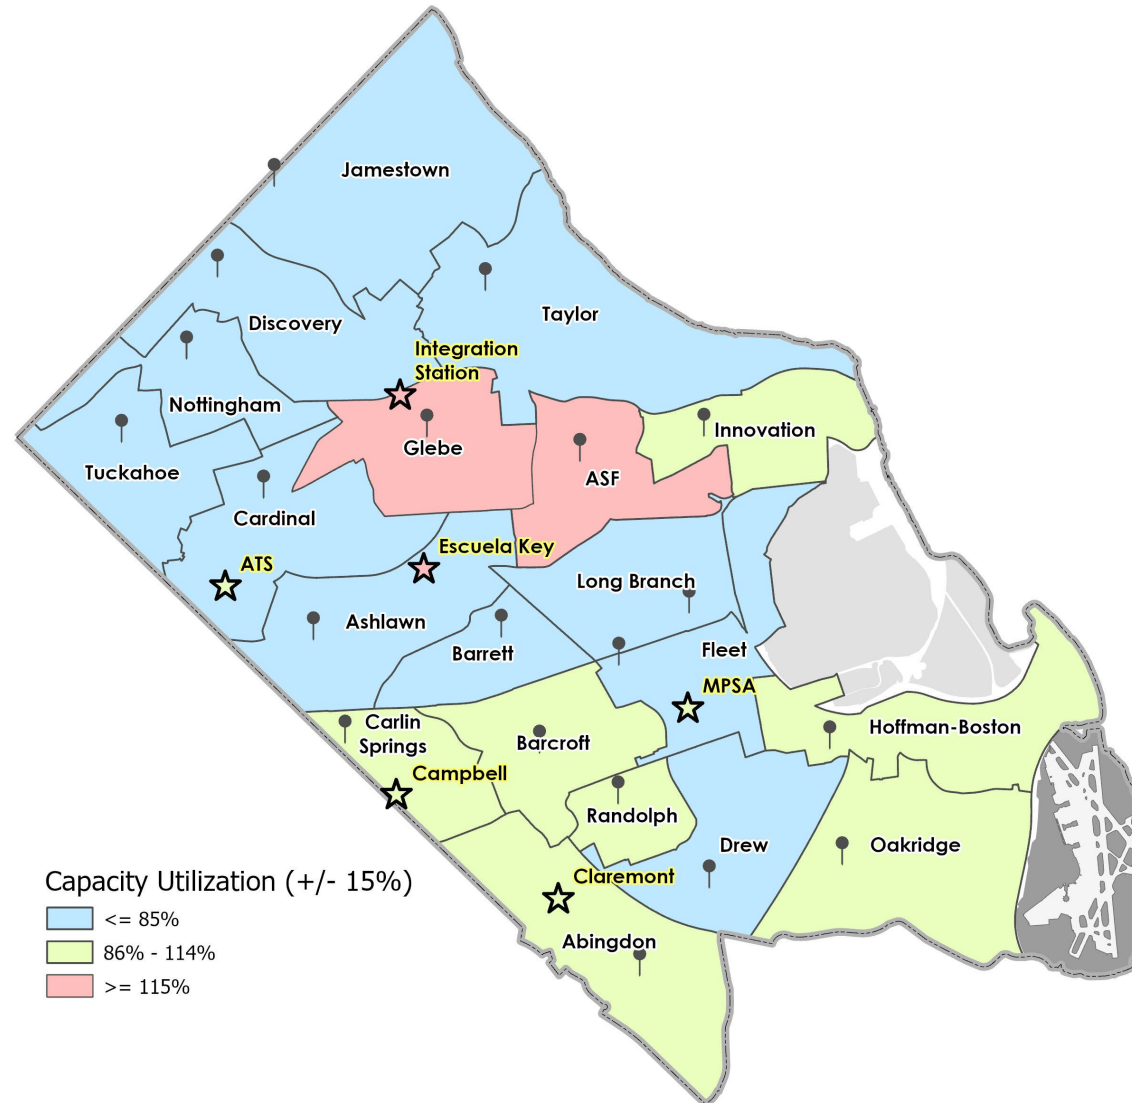 Jamestown
Taylor
Discovery
Integration
Station
Nottingham
Innovation
Glebe
Tuckahoe
ASF
Cardinal
Escuela Key
ATS
Long Branch
Ashlawn
Barrett
Fleet
MPSA
Carlin
Springs
Hoffman-Boston
Barcroft
Campbell
Randolph
Drew
Oakridge
Claremont
Abingdon
Capacity Utilization (+/- 15%)
<= 85%
86% - 114%
>= 115%